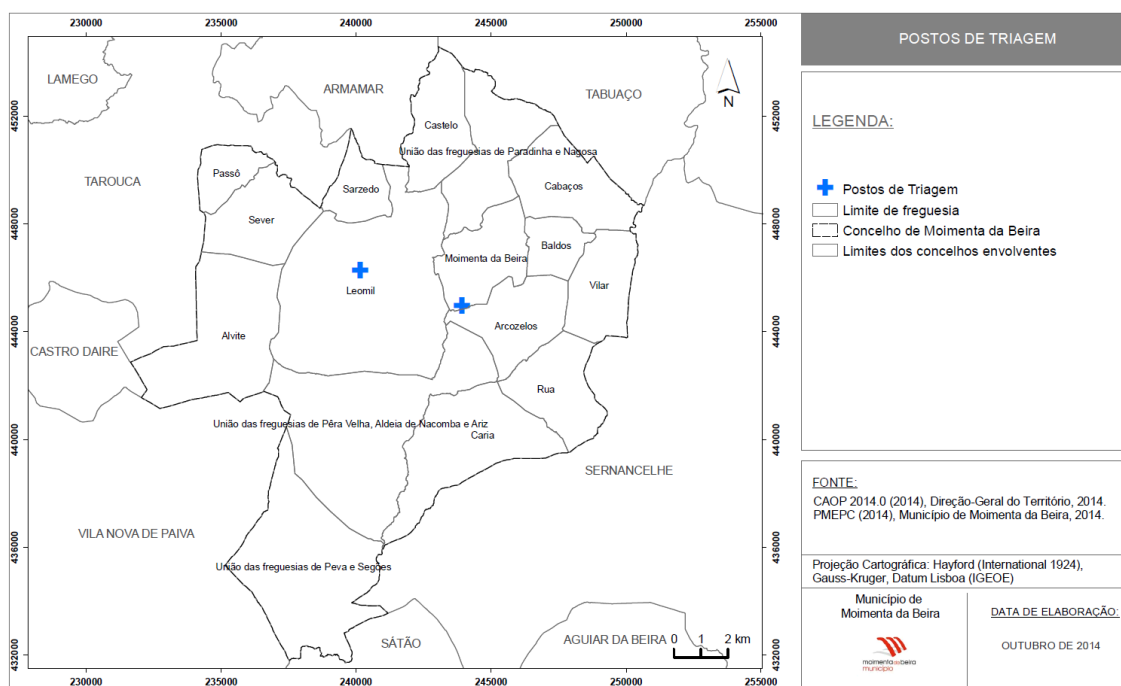 230000 235000 240000 245000 250000 255000
POSTOS DE TRIAGEM
LAMEGO
ARMAMAR
TABUAÇO
N
452000 452000
Castelo
LEGENDA:
União das freguesias de Paradinha e Nagosa
TAROUCA
Passô
Sarzedo
Cabaços
Postos de Triagem
Limite de freguesia
Concelho de Moimenta da Beira
Limites dos concelhos envolventes
448000 448000
Sever
Baldos
Moimenta da Beira
Vilar
Leomil
444000 444000
Arcozelos
Alvite
CASTRO DAIRE
Rua
União das freguesias de Pêra Velha, Aldeia de Nacomba e Ariz
Caria
440000 440000
SERNANCELHE
FONTE:
CAOP 2014.0 (2014), Direção-Geral do Território, 2014.
PMEPC (2014), Município de Moimenta da Beira, 2014.
VILA NOVA DE PAIVA
436000 436000
União das freguesias de Peva e Segões
Projeção Cartográfica: Hayford (International 1924),
Gauss-Kruger, Datum Lisboa (IGEOE)
Município de
Moimenta da Beira
DATA DE ELABORAÇÃO:
SÁTÃO
AGUIAR DA BEIRA
0 1 2 km
OUTUBRO DE 2014
moimenta da beira
município
432000 432000
230000 235000 240000 245000 250000 255000